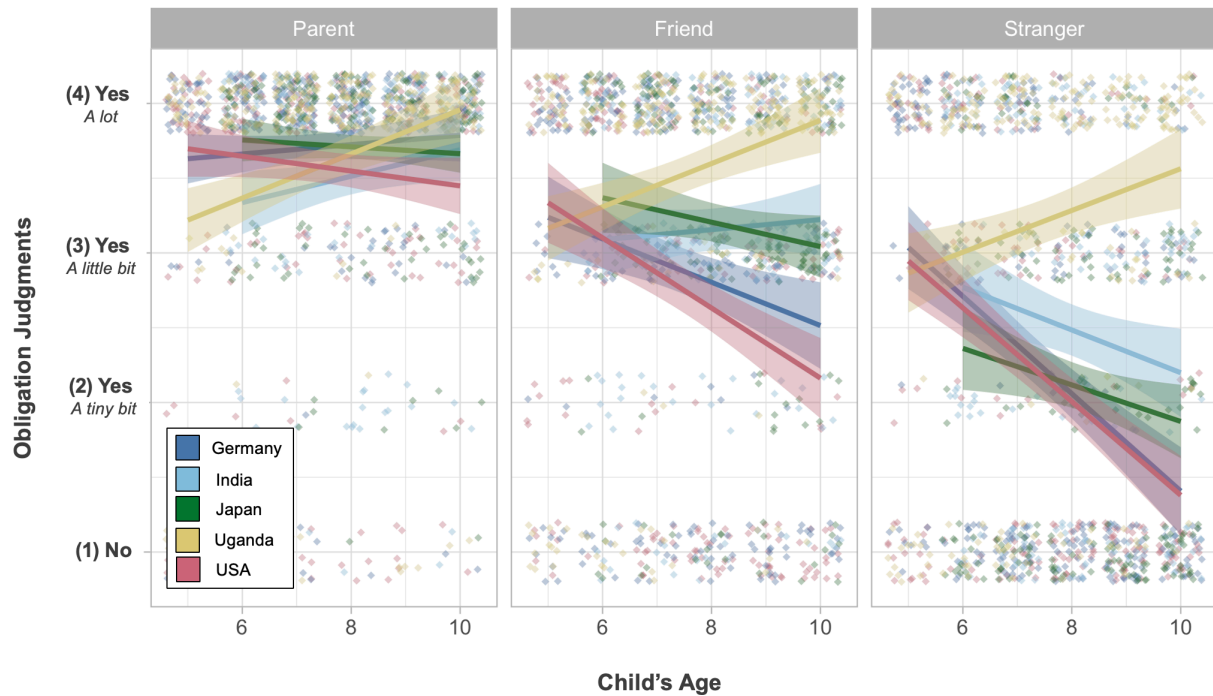 Parent
Friend
Stranger
Obligation Judgments
(4) Yes
A lot
(3) Yes
A little bit
(2) Yes
A tiny bit
(1) No
Germany
India
Japan
Uganda
USA
6 8 10
6 8 10
6 8 10
Child's Age